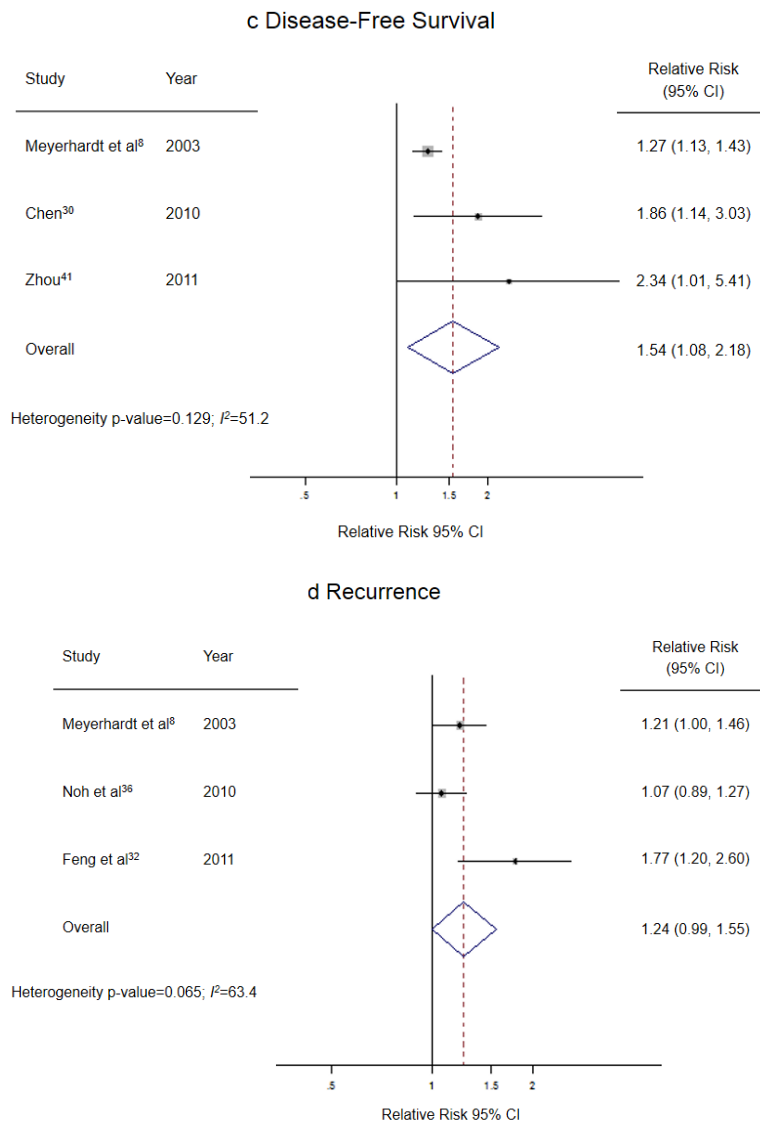 c Disease-Free Survival
Study Year Relative Risk (95% CI)
Meyerhardt et al⁸ 2003 1.27 (1.13, 1.43)
Chen³⁰ 2010 1.86 (1.14, 3.03)
Zhou⁴¹ 2011 2.34 (1.01, 5.41)
Overall 1.54 (1.08, 2.18)
Heterogeneity p-value=0.129; I²=51.2
.5 1 1.5 2
Relative Risk 95% CI
d Recurrence
Study Year Relative Risk (95% CI)
Meyerhardt et al⁸ 2003 1.21 (1.00, 1.46)
Noh et al³⁶ 2010 1.07 (0.89, 1.27)
Feng et al³² 2011 1.77 (1.20, 2.60)
Overall 1.24 (0.99, 1.55)
Heterogeneity p-value=0.065; I²=63.4
.5 1 1.5 2
Relative Risk 95% CI